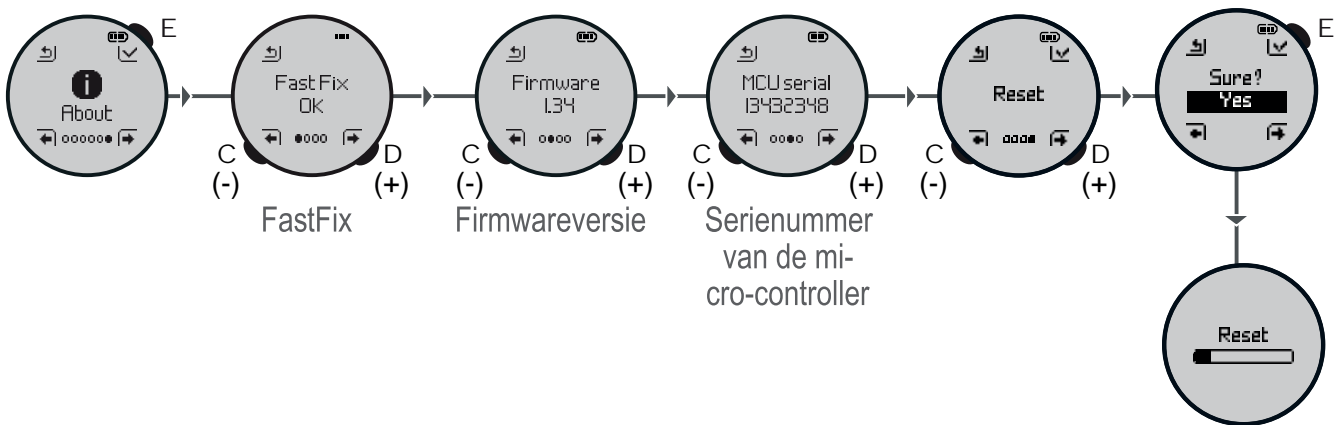 E
About
Fast Fix
OK
C
(-)
D
(+)
FastFix
Firmware
1.34
C
(-)
D
(+)
Firmwareversie
MCU serial
13432348
C
(-)
D
(+)
Serienummer
van de mi-
cro-controller
Reset
C
(-)
D
(+)
E
Sure?
Yes
Reset